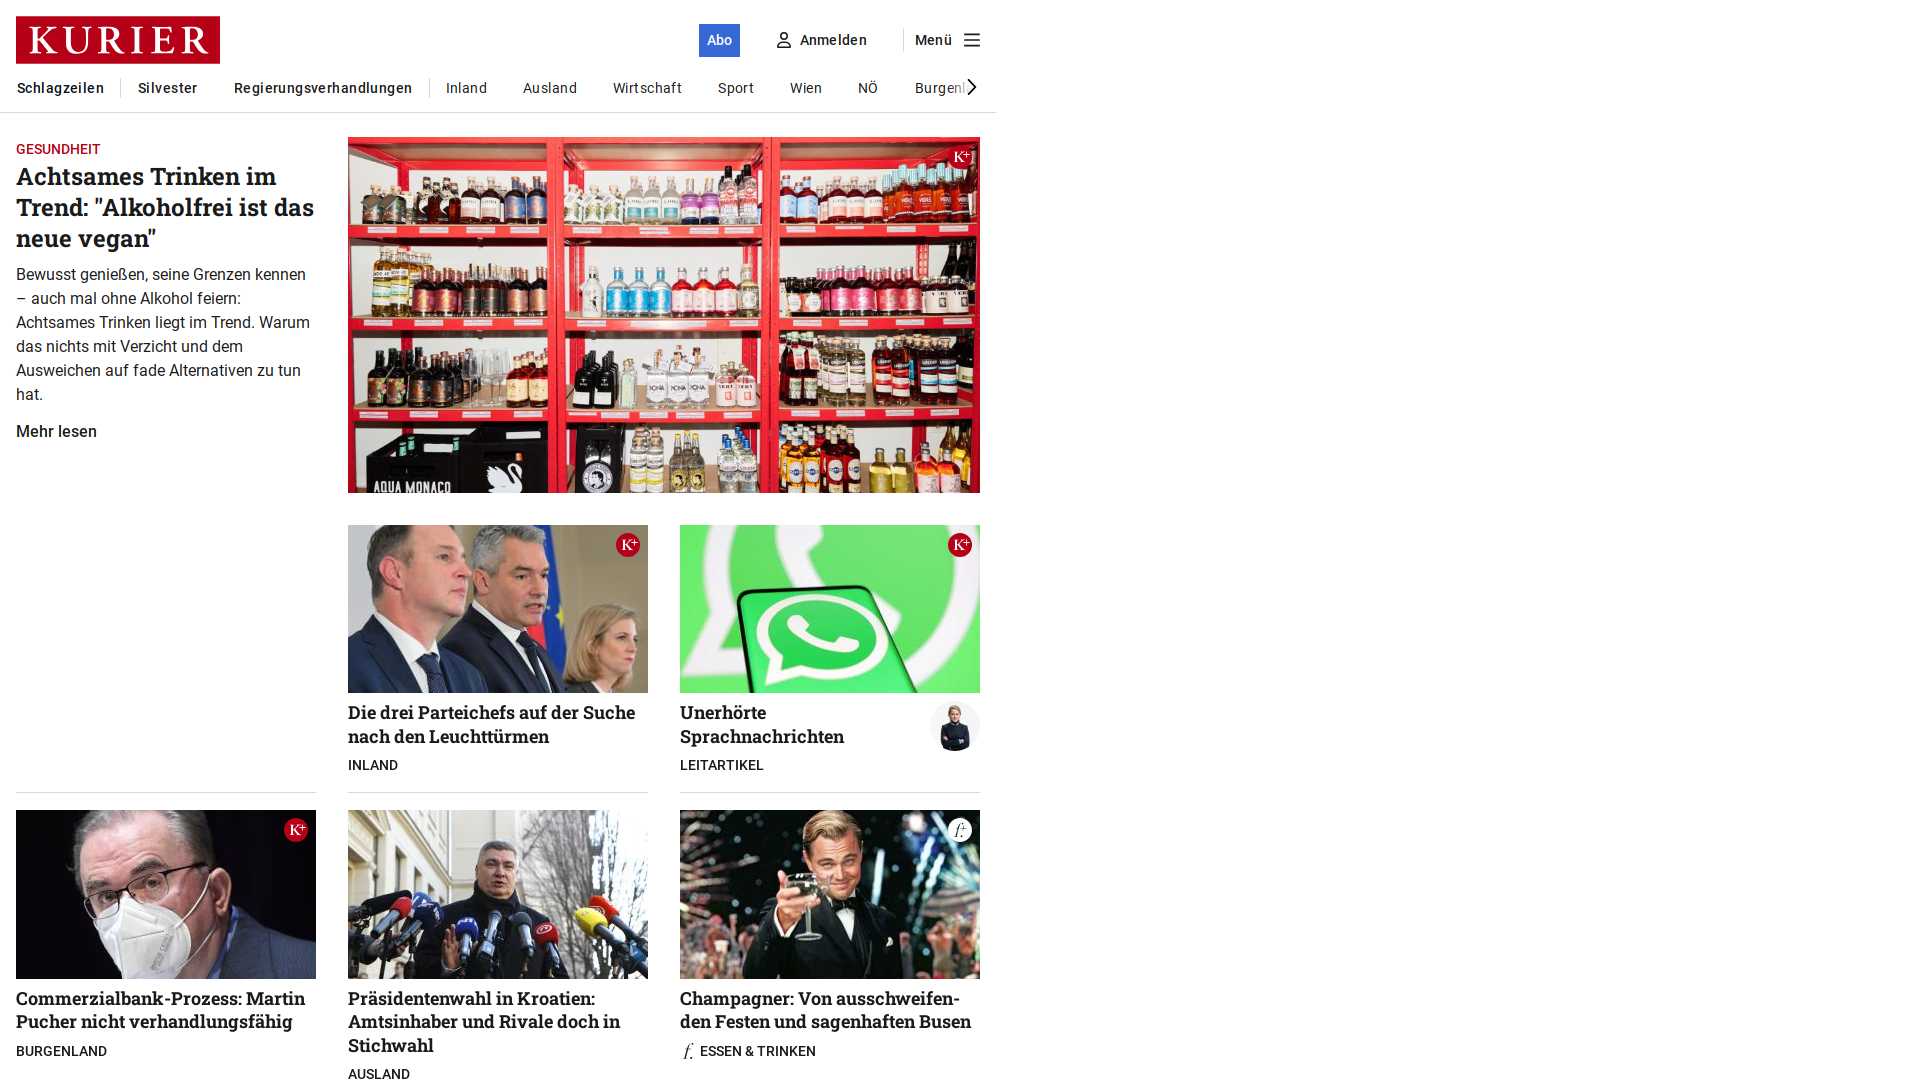 KURIER
Abo
Anmelden
Menü
Schlagzeilen
Silvester
Regierungsverhandlungen
Inland
Ausland
Wirtschaft
Sport
Wien
NÖ
Burgenl
GESUNDHEIT
Achtsames Trinken im
Trend: "Alkoholfrei ist das
neue vegan"
Bewusst genießen, seine Grenzen kennen
– auch mal ohne Alkohol feiern:
Achtsames Trinken liegt im Trend. Warum
das nichts mit Verzicht und dem
Ausweichen auf fade Alternativen zu tun
hat.
Mehr lesen
K+
AQUA MONACO
K+
Die drei Parteichefs auf der Suche
nach den Leuchttürmen
INLAND
K+
Unerhörte
Sprachnachrichten
LEITARTIKEL
K+
Commerzialbank-Prozess: Martin
Pucher nicht verhandlungsfähig
BURGENLAND
Präsidentenwahl in Kroatien:
Amtsinhaber und Rivale doch in
Stichwahl
AUSLAND
f+
Champagner: Von ausschweifen-
den Festen und sagenhaften Busen
f. ESSEN & TRINKEN